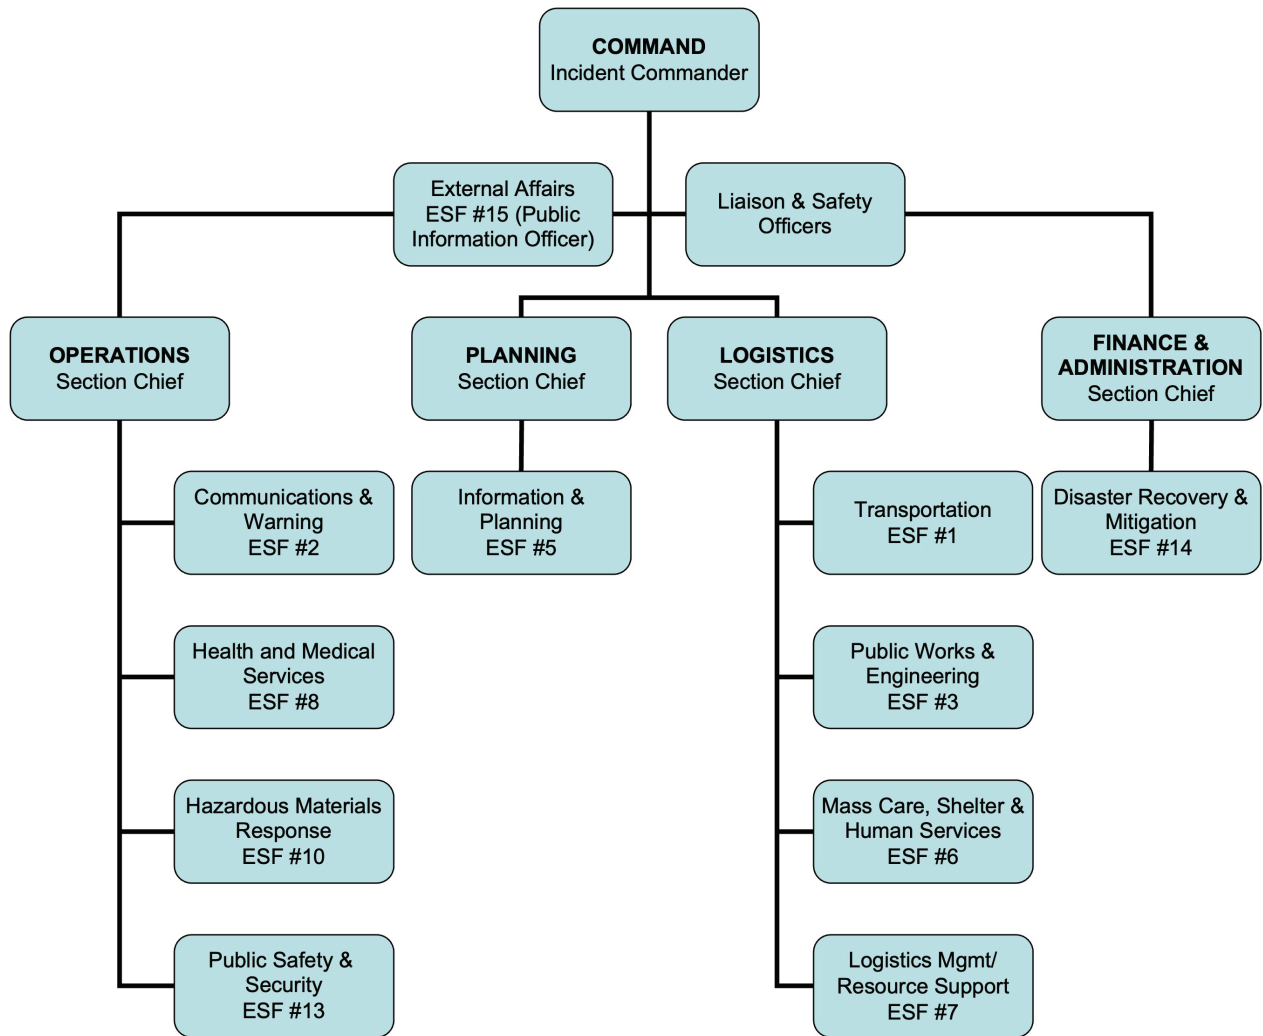 COMMAND
Incident Commander
External Affairs
ESF #15 (Public
Information Officer)
Liaison & Safety
Officers
OPERATIONS
Section Chief
PLANNING
Section Chief
LOGISTICS
Section Chief
FINANCE &
ADMINISTRATION
Section Chief
Communications &
Warning
ESF #2
Information &
Planning
ESF #5
Transportation
ESF #1
Disaster Recovery &
Mitigation
ESF #14
Health and Medical
Services
ESF #8
Public Works &
Engineering
ESF #3
Hazardous Materials
Response
ESF #10
Mass Care, Shelter &
Human Services
ESF #6
Public Safety &
Security
ESF #13
Logistics Mgmt/
Resource Support
ESF #7